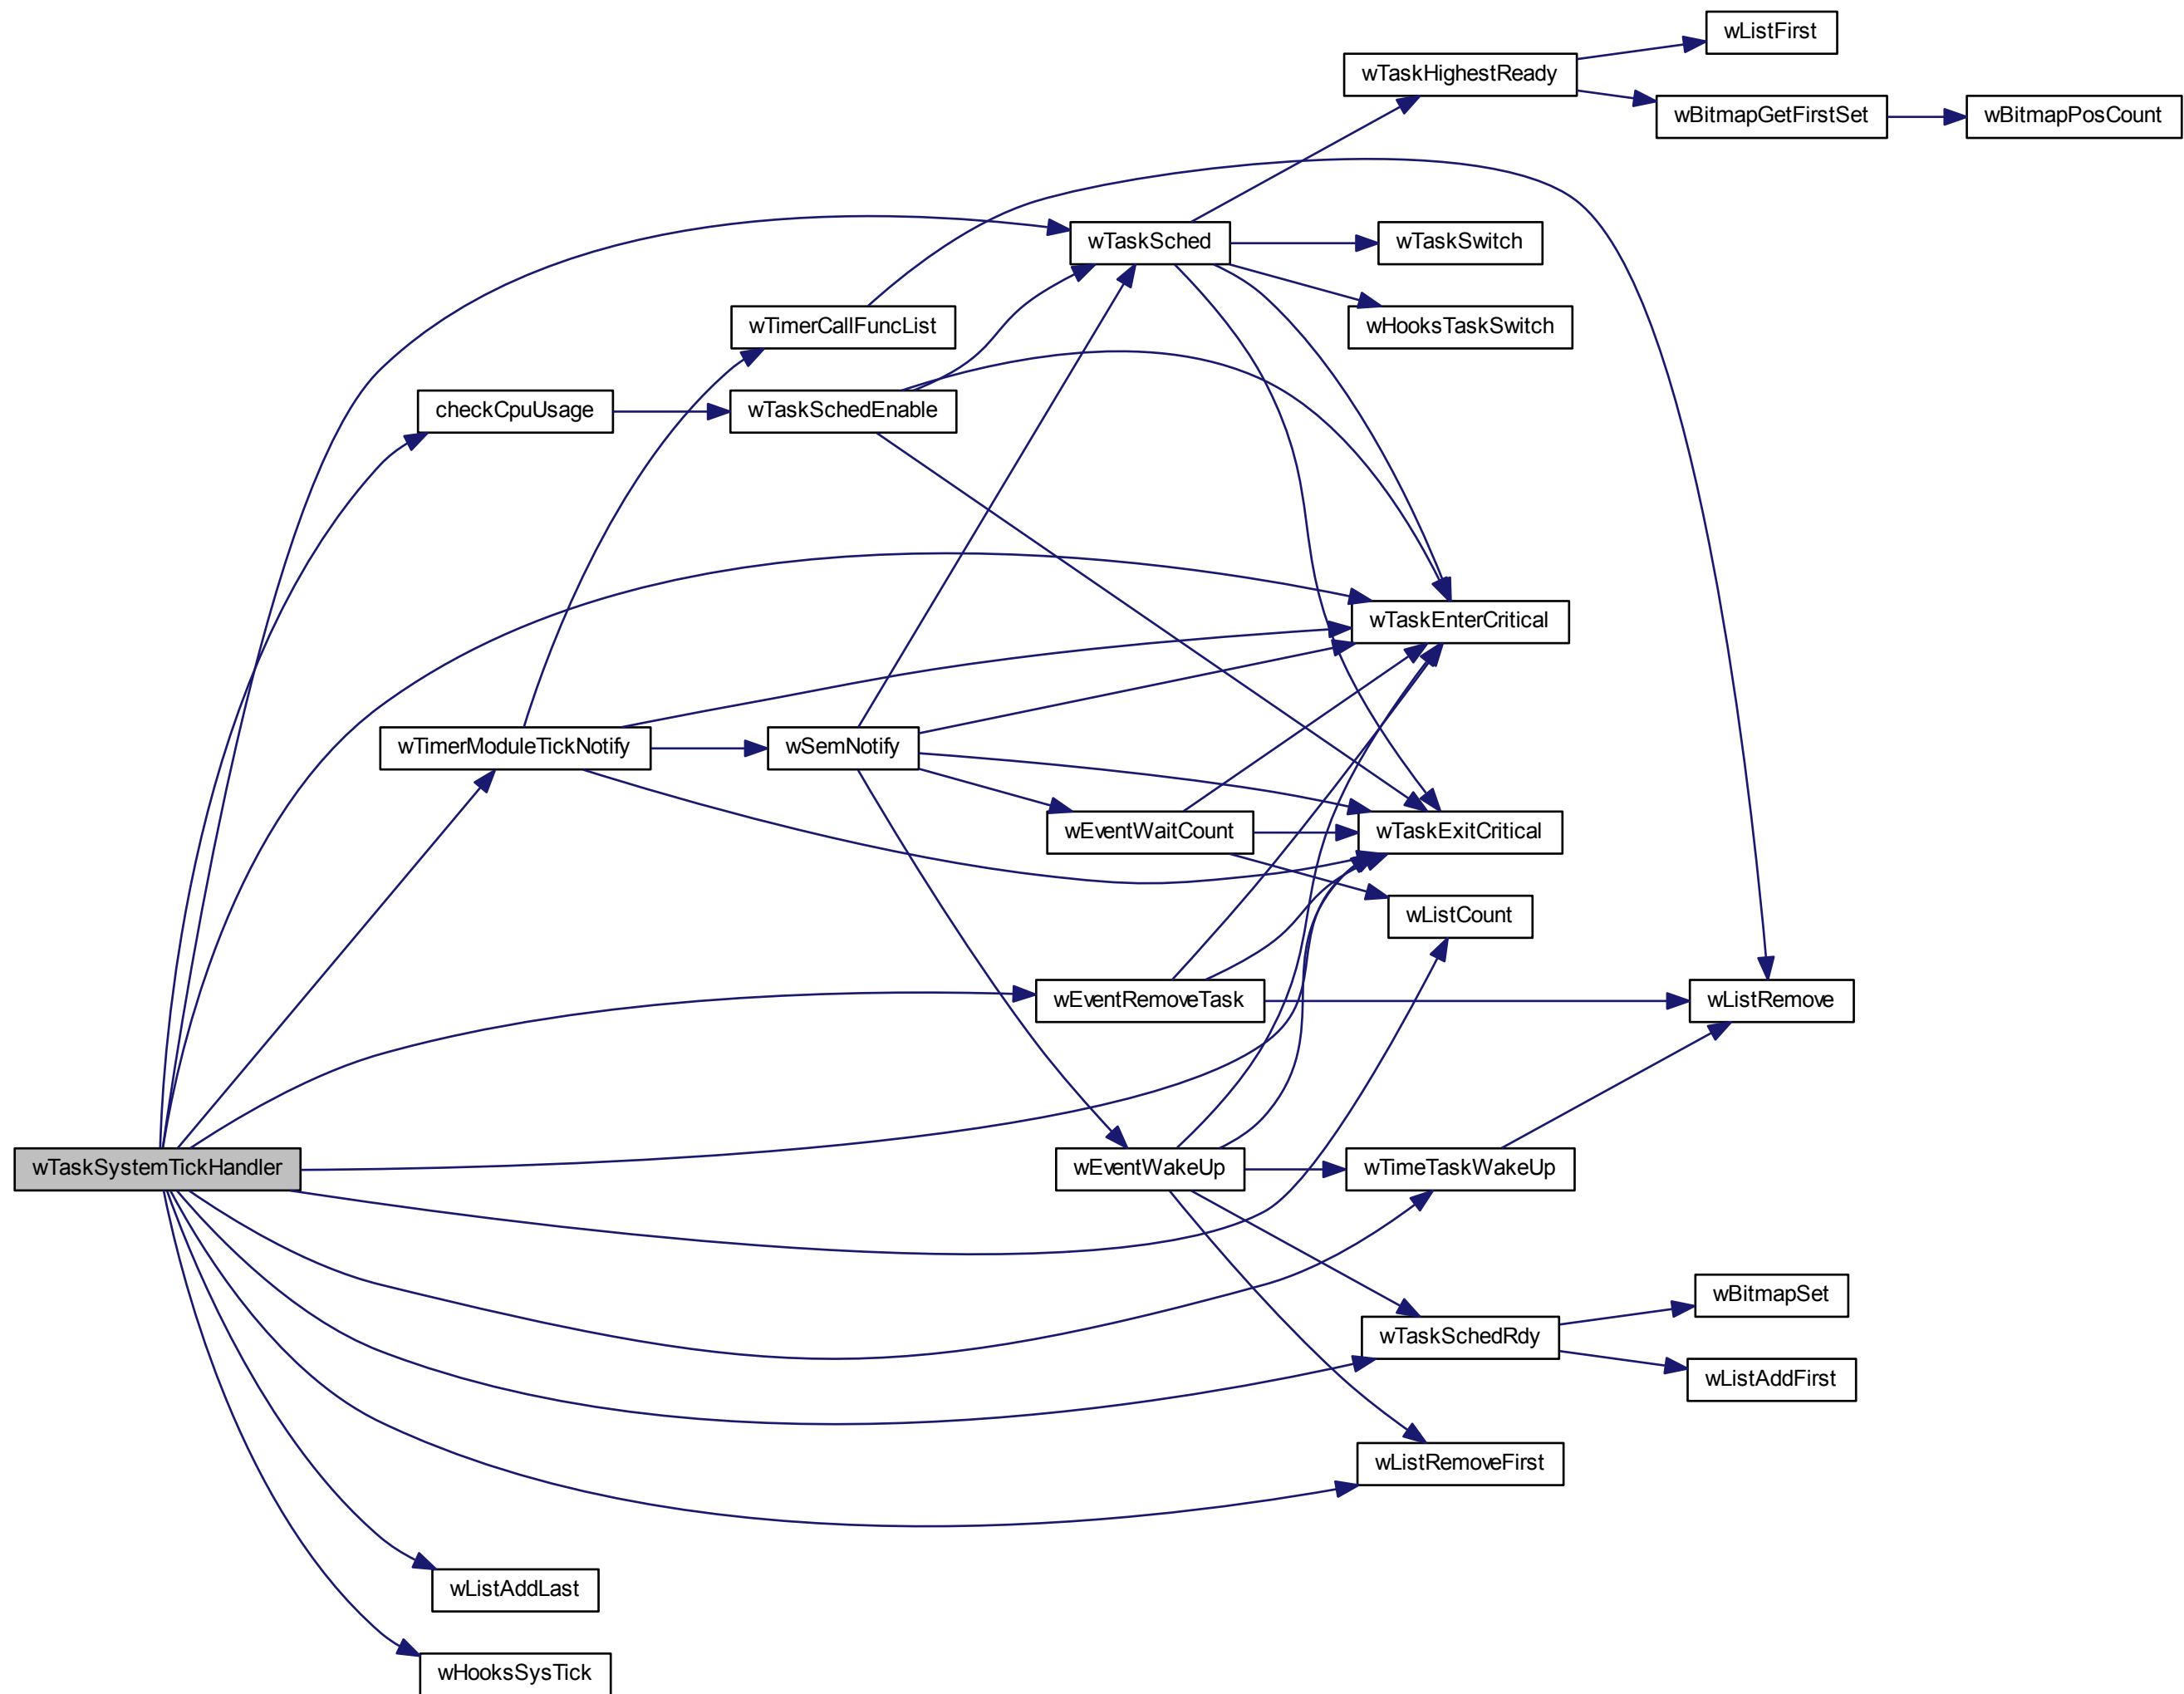 wListFirst
wTaskHighestReady
wBitmapGetFirstSet
wBitmapPosCount
wTaskSched
wTaskSwitch
wTimerCallFuncList
wHooksTaskSwitch
checkCpuUsage
wTaskSchedEnable
wTaskEnterCritical
wTimerModuleTickNotify
wSemNotify
wEventWaitCount
wTaskExitCritical
wListCount
wEventRemoveTask
wListRemove
wTaskSystemTickHandler
wEventWakeUp
wTimeTaskWakeUp
wBitmapSet
wTaskSchedRdy
wListAddFirst
wListRemoveFirst
wListAddLast
wHooksSysTick